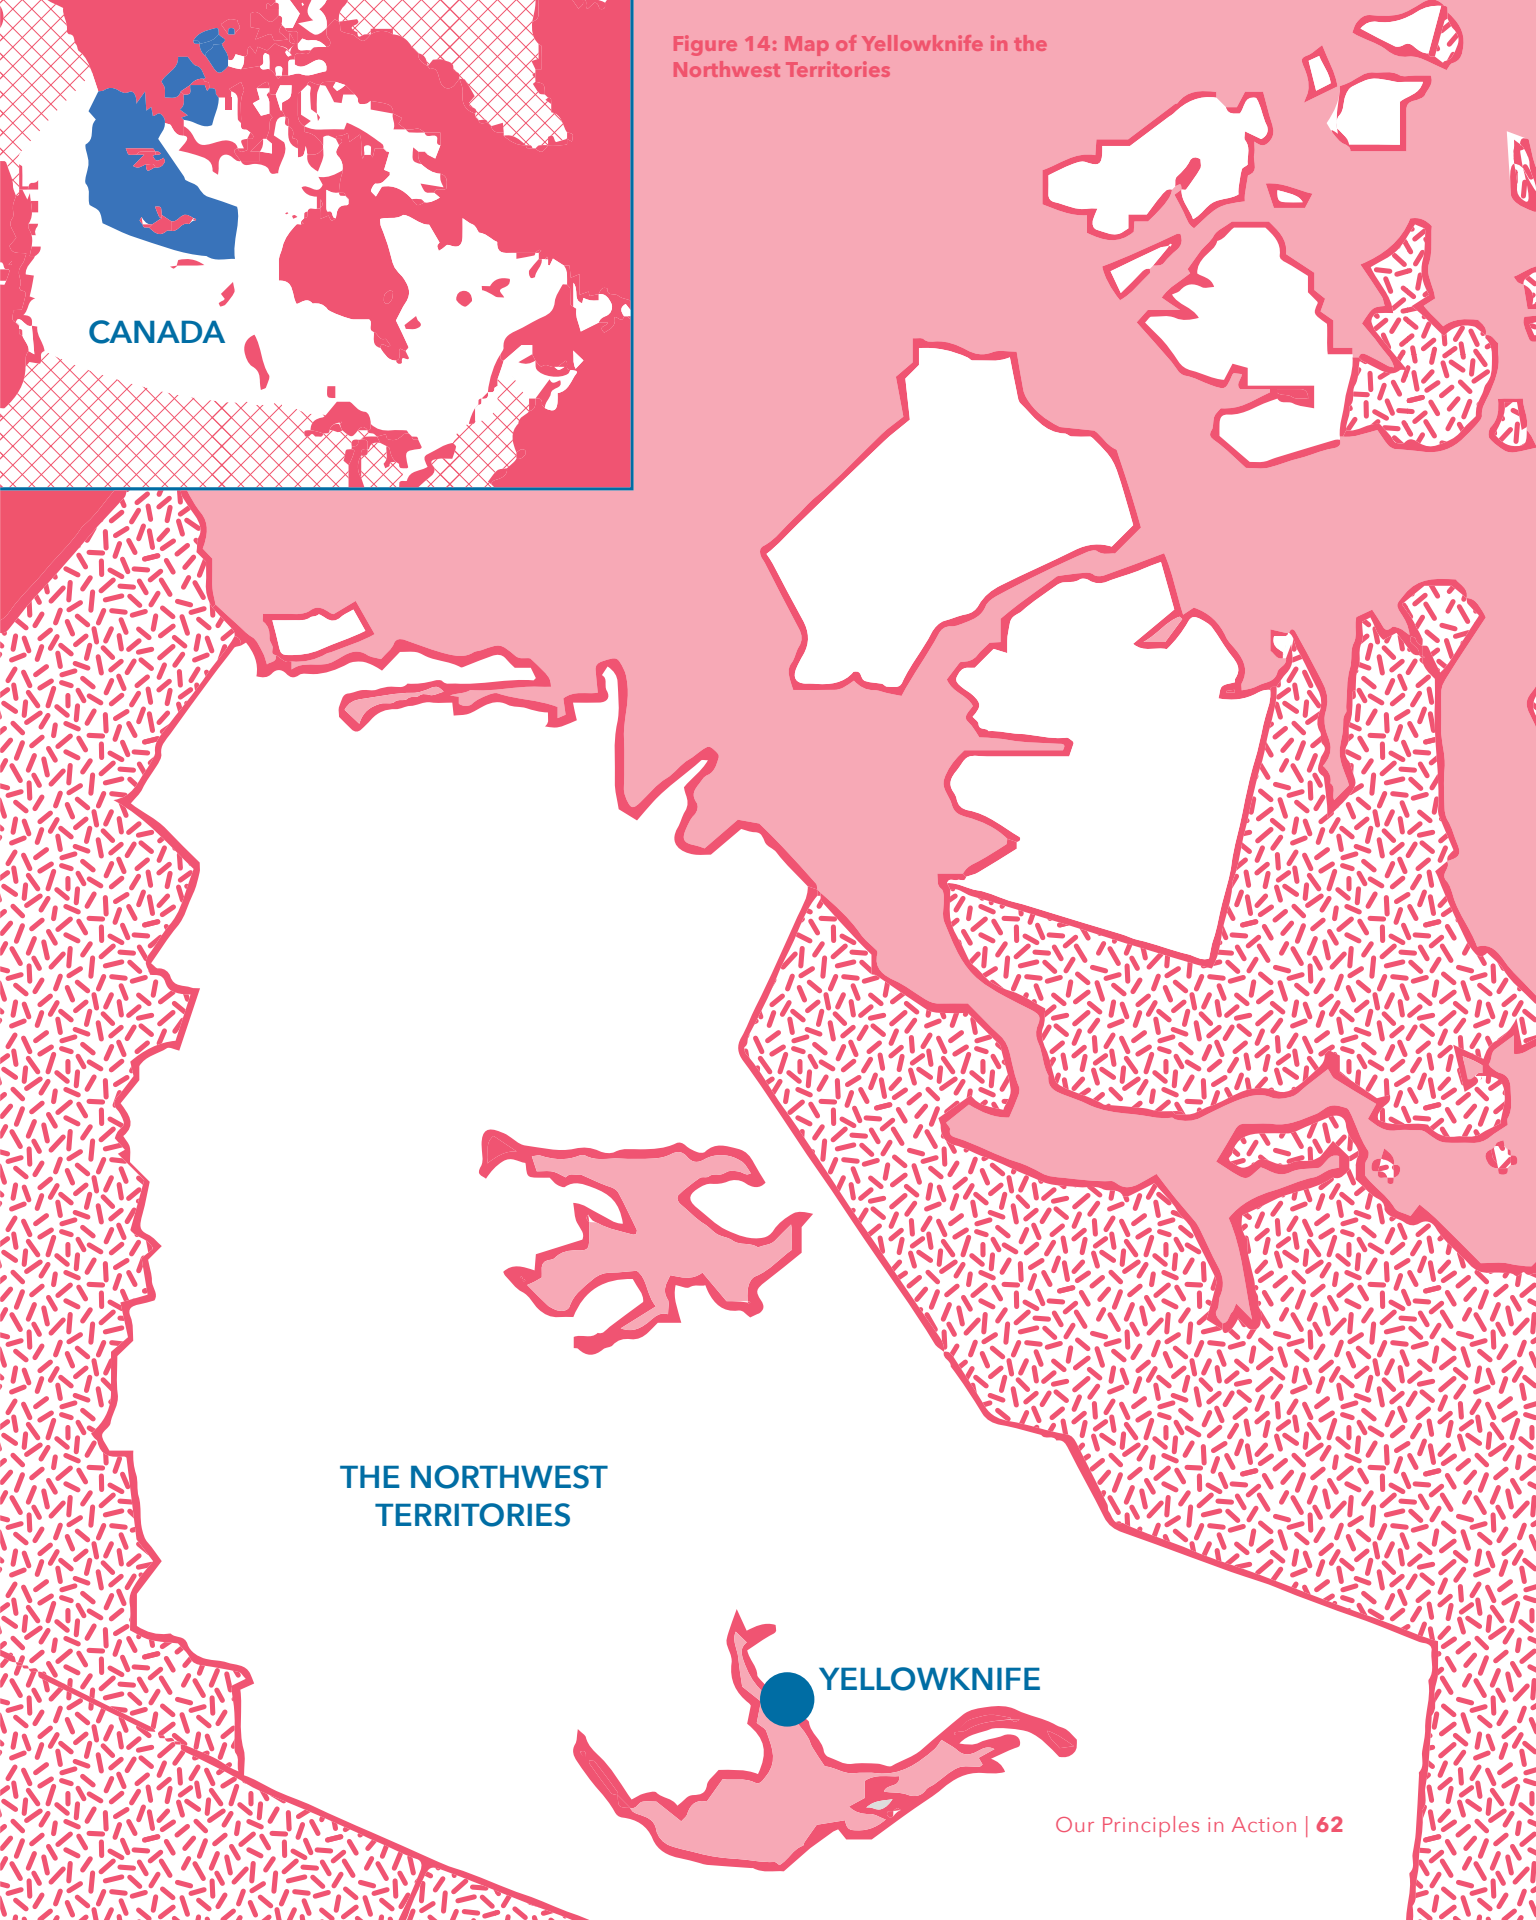 Figure 14: Map of Yellowknife in the
Northwest Territories
CANADA
THE NORTHWEST
TERRITORIES
YELLOWKNIFE
Our Principles in Action | 62